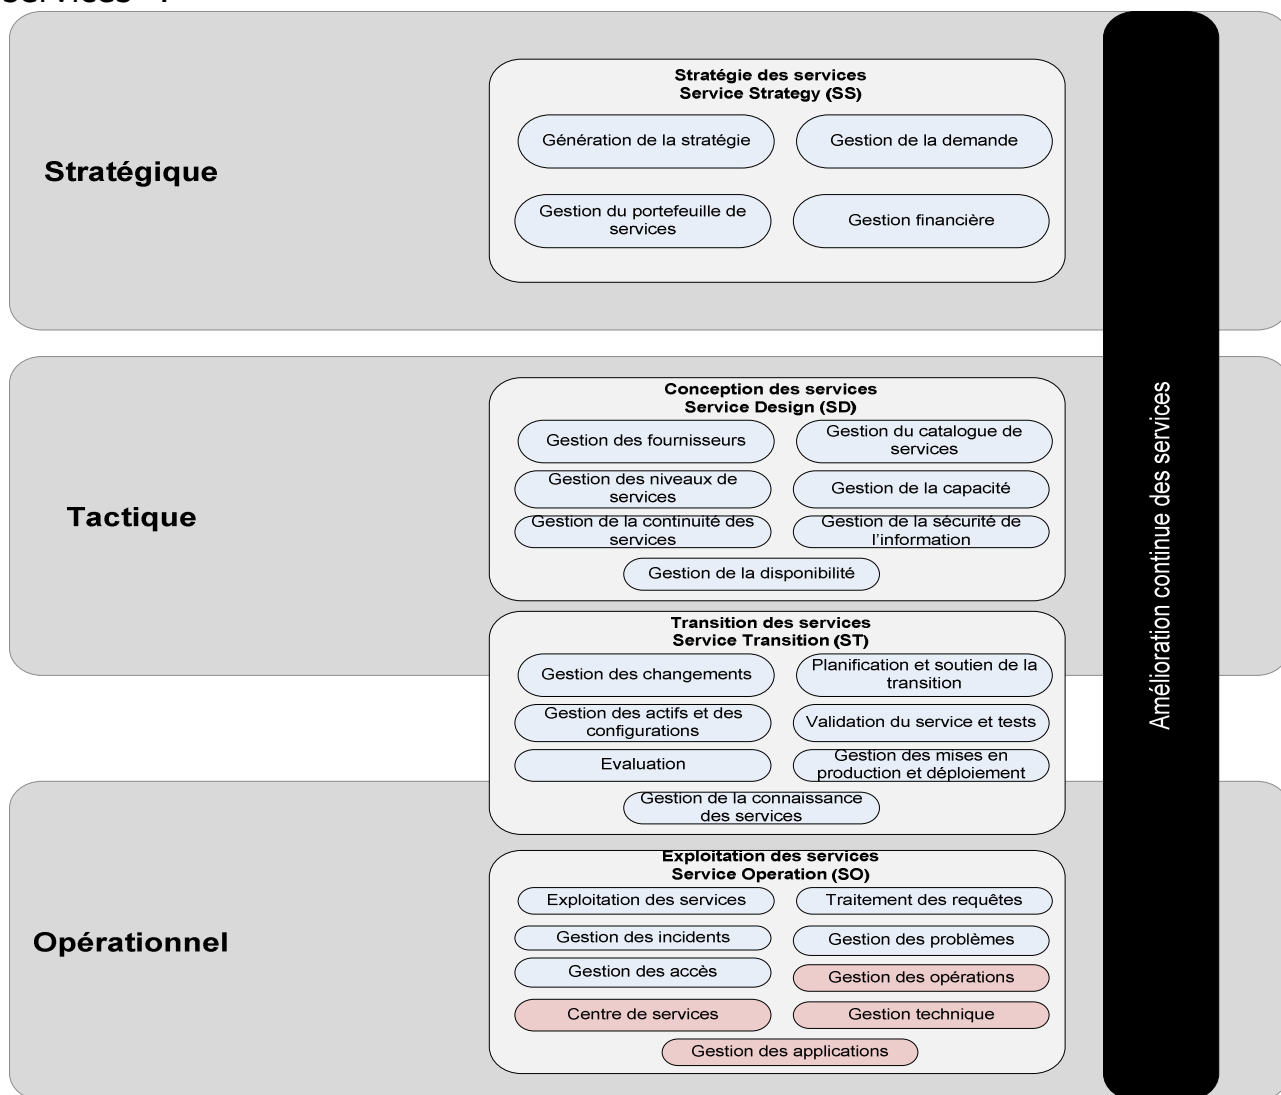 services" .
Stratégique
Stratégie des services
Service Strategy (SS)
Génération de la stratégie
Gestion de la demande
Gestion du portefeuille de
services
Gestion financière
Tactique
Conception des services
Service Design (SD)
Gestion des fournisseurs
Gestion du catalogue de
services
Gestion des niveaux de
services
Gestion de la capacité
Gestion de la continuité des
services
Gestion de la sécurité de
l'information
Gestion de la disponibilité
Transition des services
Service Transition (ST)
Gestion des changements
Planification et soutien de la
transition
Gestion des actifs et des
configurations
Validation du service et tests
Evaluation
Gestion des mises en
production et déploiement
Gestion de la connaissance
des services
Opérationnel
Exploitation des services
Service Operation (SO)
Exploitation des services
Traitement des requêtes
Gestion des incidents
Gestion des problèmes
Gestion des accès
Gestion des opérations
Centre de services
Gestion technique
Gestion des applications
Amélioration continue des services